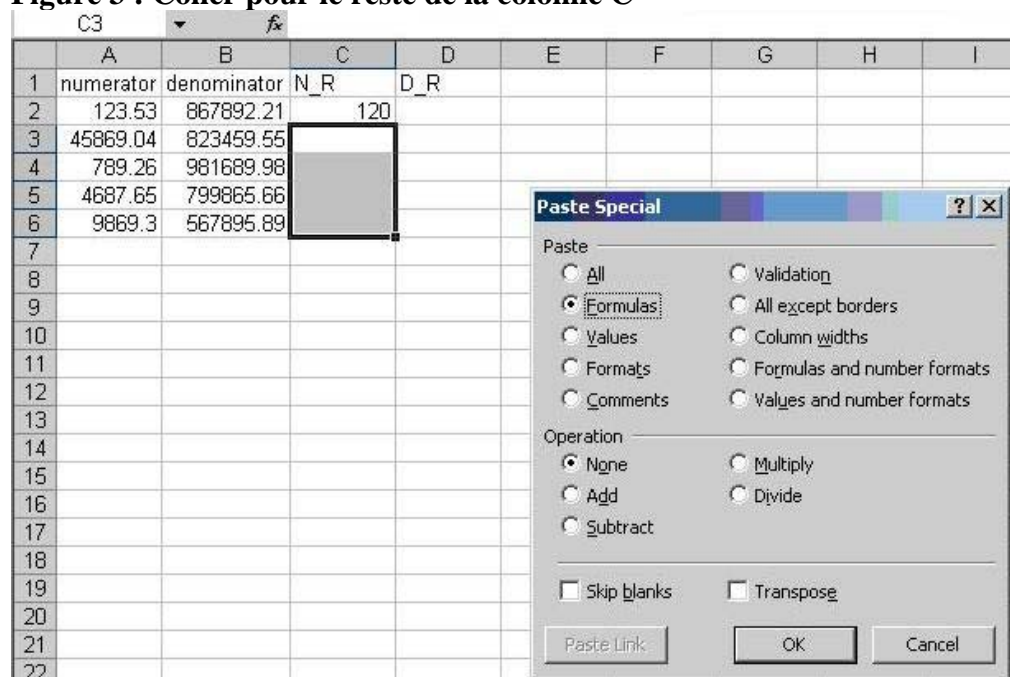 Figure 3 : Coller pour le reste de la colonne C
C3 fx
A B C D E F G H I
1 numerator denominator N_R D_R
2 123.53 867892.21 120
3 45869.04 823459.55
4 789.26 981689.98
5 4687.65 799865.66
6 9869.3 567895.89
7
8
9
10
11
12
13
14
15
16
17
18
19
20
21
22
Paste Special ? X
Paste
All Validation
Formulas All except borders
Values Column widths
Formats Formulas and number formats
Comments Values and number formats
Operation
None Multiply
Add Divide
Subtract
Skip blanks Transpose
Paste Link OK Cancel